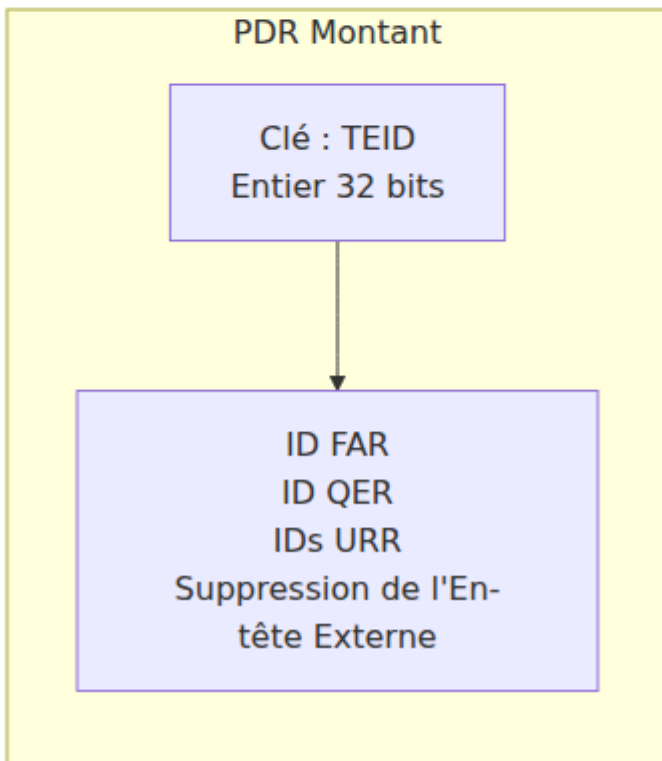 PDR Montant
Clé : TEID
Entier 32 bits
ID FAR
ID QER
IDs URR
Suppression de l'En-
tête Externe